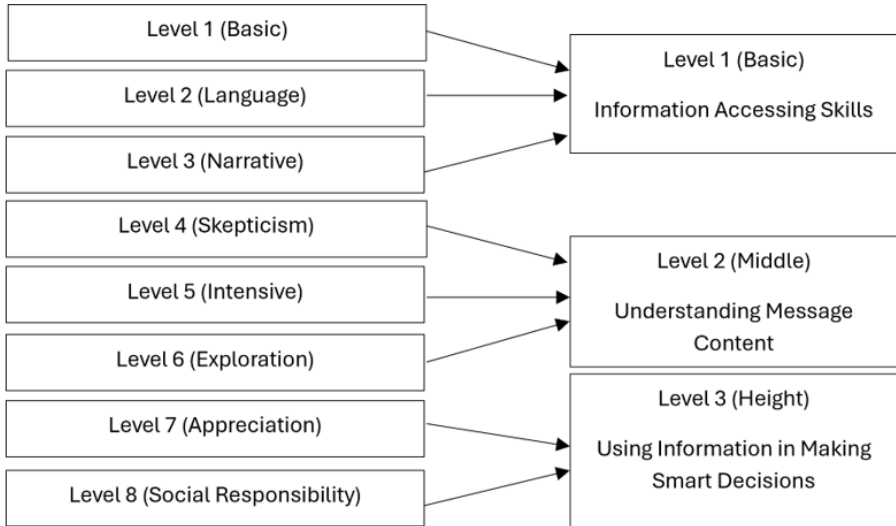 Level 1 (Basic)
Level 2 (Language)
Level 3 (Narrative)
Level 4 (Skepticism)
Level 5 (Intensive)
Level 6 (Exploration)
Level 7 (Appreciation)
Level 8 (Social Responsibility)
Level 1 (Basic)
Information Accessing Skills
Level 2 (Middle)
Understanding Message
Content
Level 3 (Height)
Using Information in Making
Smart Decisions